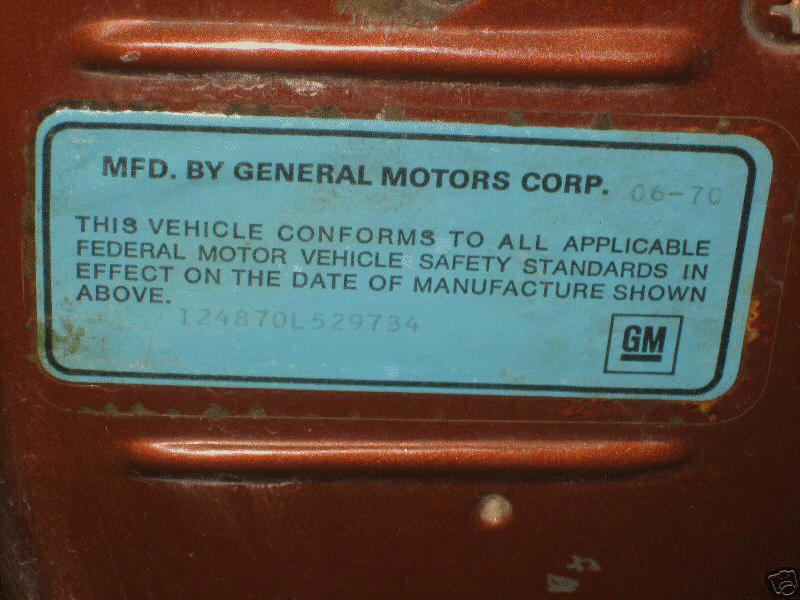 MFD. BY GENERAL MOTORS CORP. 06-70
THIS VEHICLE CONFORMS TO ALL APPLICABLE
FEDERAL MOTOR VEHICLE SAFETY STANDARDS IN
EFFECT ON THE DATE OF MANUFACTURE SHOWN
ABOVE.
124870L529734
GM